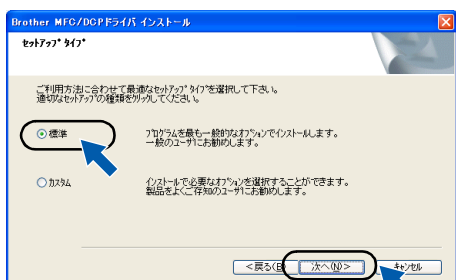 Brother MFC/DCPドライバ インストール
セットアップ タイプ
ご利用方法に合わせて最適なセットアップ タイプを選択して下さい。
適切なセットアップの種類をクリックしてください。
標準
プログラムを最も一般的なオプションでインストールします。
一般のユーザにお勧めします。
カスタム
インストールで必要なオプションを選択することができます。
製品をよくご存知のユーザにお勧めします。
<戻る(B) 次へ(N)> キャンセル